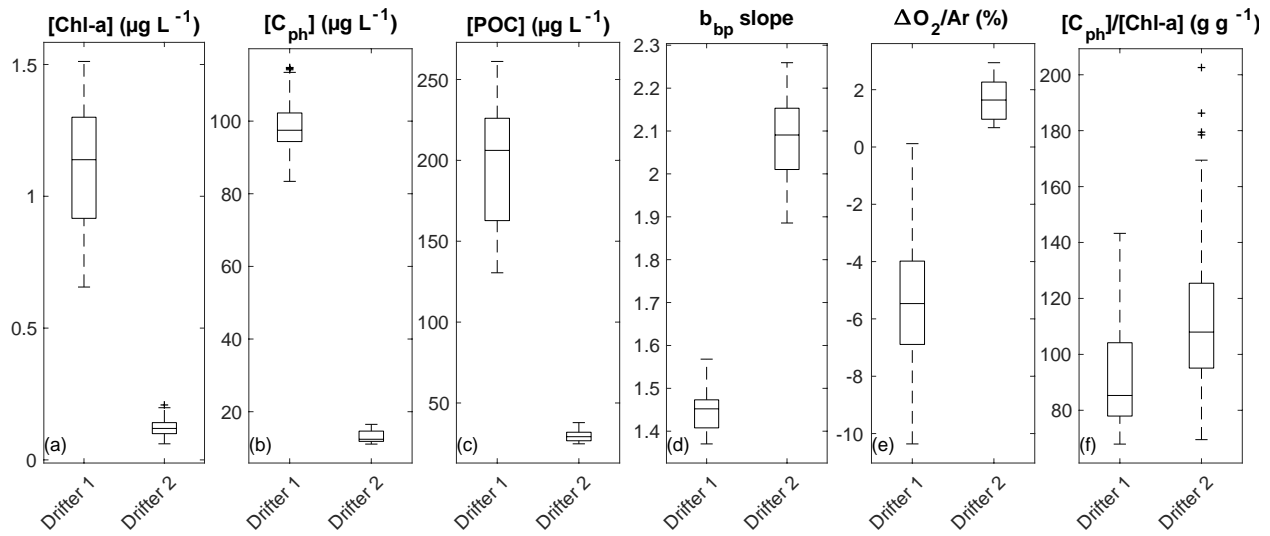 [Chl-a] (µg L⁻¹)
1.5
1
0.5
0
(a)
Drifter 1
Drifter 2
[C_ph] (µg L⁻¹)
100
80
60
40
20
(b)
Drifter 1
Drifter 2
[POC] (µg L⁻¹)
250
200
150
100
50
(c)
Drifter 1
Drifter 2
b_bp slope
2.3
2.2
2.1
2
1.9
1.8
1.7
1.6
1.5
1.4
(d)
Drifter 1
Drifter 2
ΔO₂/Ar (%)
2
0
-2
-4
-6
-8
-10
(e)
Drifter 1
Drifter 2
[C_ph]/[Chl-a] (g g⁻¹)
200
180
160
140
120
100
80
(f)
Drifter 1
Drifter 2